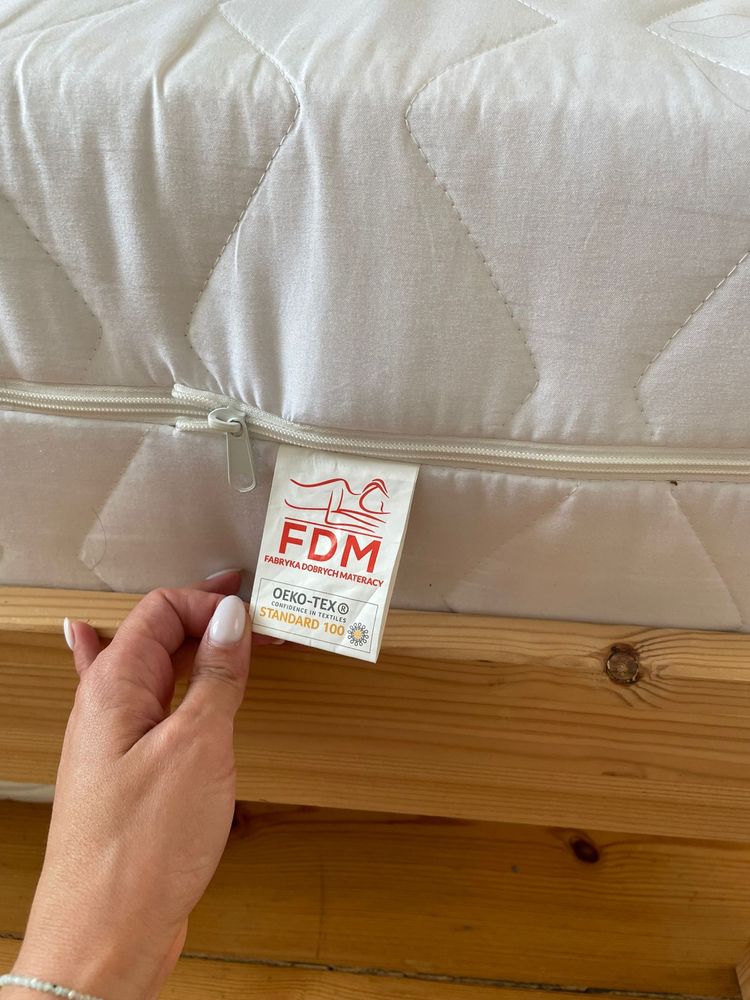 FDM
FABRYKA DOBRYCH MATERACY
OEKO-TEX®
CONFIDENCE IN TEXTILES
STANDARD 100